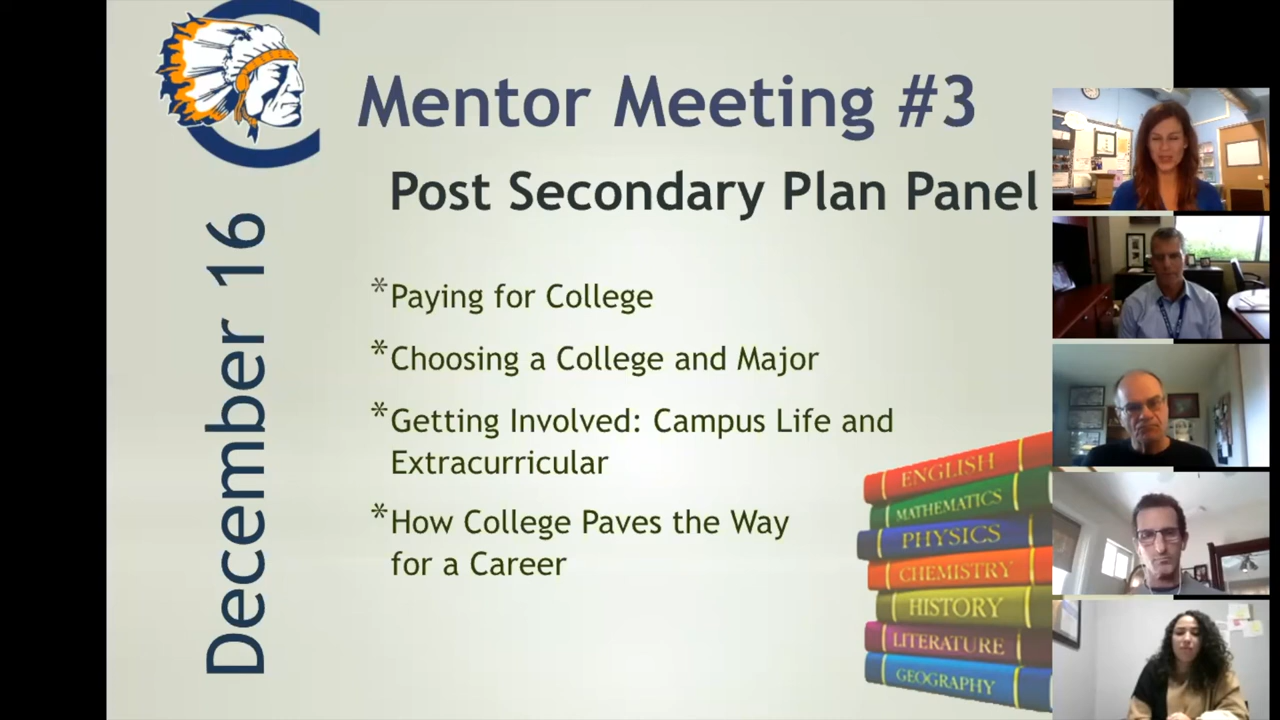 Mentor Meeting #3
Post Secondary Plan Panel
December 16
*Paying for College
*Choosing a College and Major
*Getting Involved: Campus Life and
Extracurricular
*How College Paves the Way
for a Career
ENGLISH
MATHEMATICS
PHYSICS
CHEMISTRY
HISTORY
LITERATURE
GEOGRAPHY